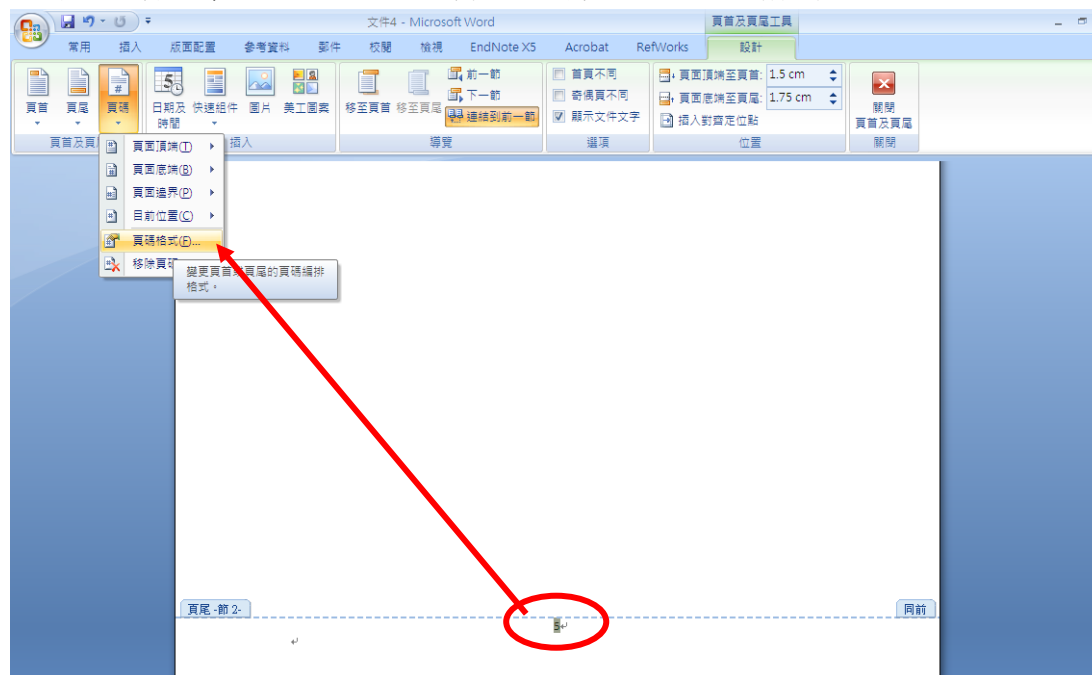 文件4 - Microsoft Word
頁首及頁尾工具
常用 插入 版面配置 參考資料 郵件 校閱 檢視 EndNote X5 Acrobat RefWorks 設計
頁首 頁尾 頁碼 日期及時間 快速組件 圖片 美工圖案 移至頁首 移至頁尾
前一節
下一節
連結到前一節
首頁不同
奇偶頁不同
顯示文件文字
頁面頂端至頁首: 1.5 cm
頁面底端至頁尾: 1.75 cm
插入對齊定位點
關閉
頁首及頁尾
頁首及頁 插入 導覽 選項 位置 關閉
頁面頂端(T)
頁面底端(B)
頁面邊界(P)
目前位置(C)
頁碼格式(F)...
移除頁碼
變更頁首或頁尾的頁碼編排
格式。
頁尾 -節 2-
同前
5